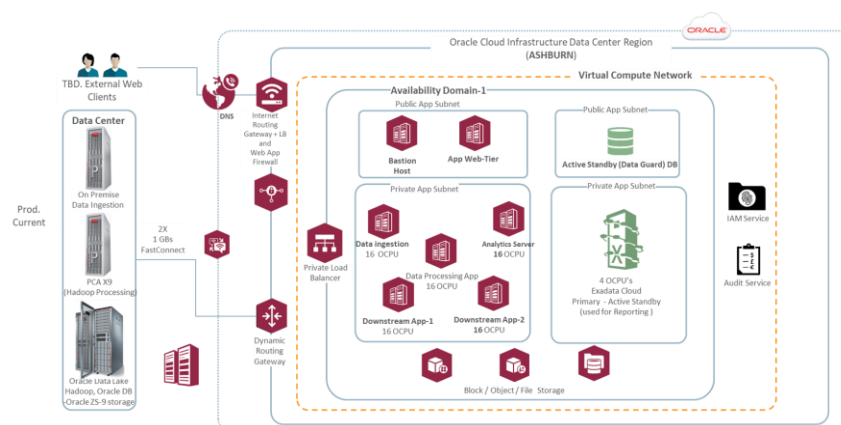 ORACLE
Oracle Cloud Infrastructure Data Center Region
(ASHBURN)
Virtual Compute Network
TBD. External Web
Clients
DNS
Internet
Routing
Gateway + LB
and
Web App
Firewall
Availability Domain-1
Public App Subnet
Bastion
Host
App Web-Tier
Public App Subnet
Active Standby (Data Guard) DB
Data Center
On Premise
Data Ingestion
Prod.
Current
PCA X9
(Hadoop Processing)
2X
1 GBs
FastConnect
Oracle Data Lake
Hadoop, Oracle DB
-Oracle ZS-9 storage
Private Load
Balancer
Dynamic
Routing
Gateway
Private App Subnet
Data ingestion
16 OCPU
Analytics Server
16 OCPU
Data Processing App
16 OCPU
Downstream App-1
16 OCPU
Downstream App-2
16 OCPU
Private App Subnet
4 OCPU's
Exadata Cloud
Primary - Active Standby
(used for Reporting )
IAM Service
Audit Service
Block / Object / File Storage